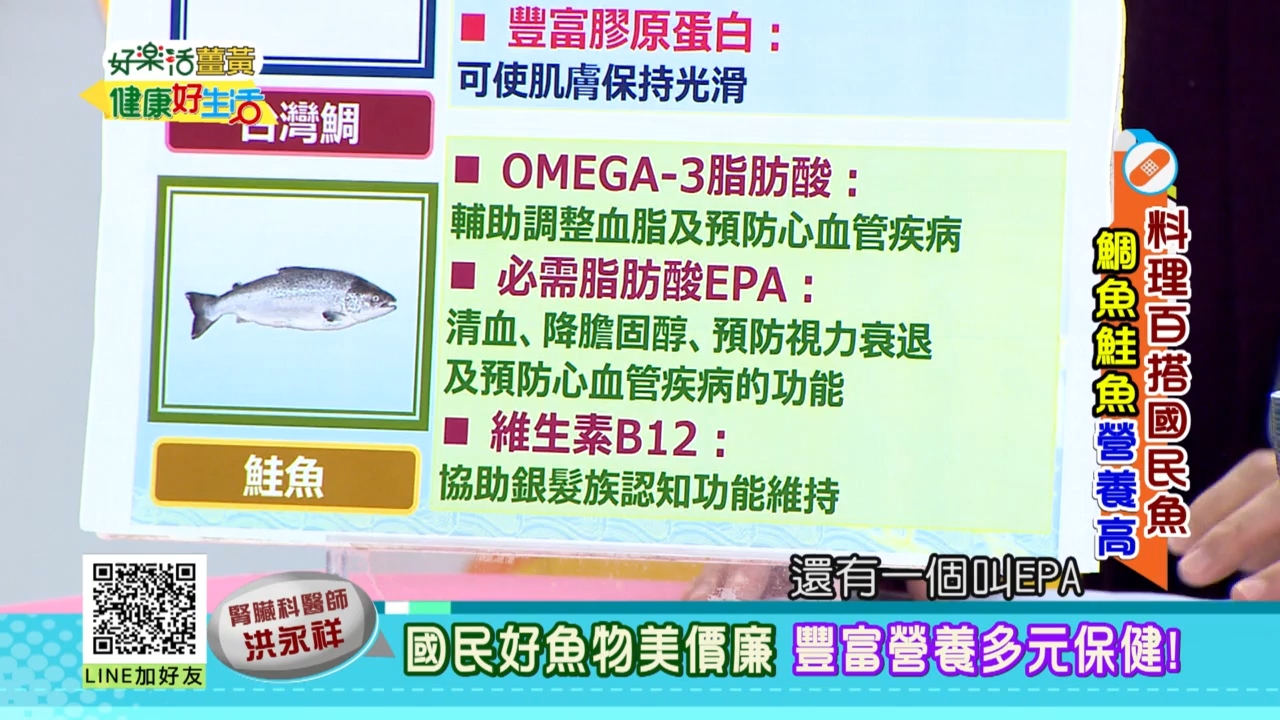 好樂活薑黃
健康好生活
■ 豐富膠原蛋白：
可使肌膚保持光滑
台灣鯛
■ OMEGA-3脂肪酸：
輔助調整血脂及預防心血管疾病
■ 必需脂肪酸EPA：
清血、降膽固醇、預防視力衰退
及預防心血管疾病的功能
■ 維生素B12：
協助銀髮族認知功能維持
鮭魚
料理百搭國民魚
鯛魚鮭魚營養高
還有一個叫EPA
LINE加好友
腎臟科醫師
洪永祥
國民好魚物美價廉 豐富營養多元保健!